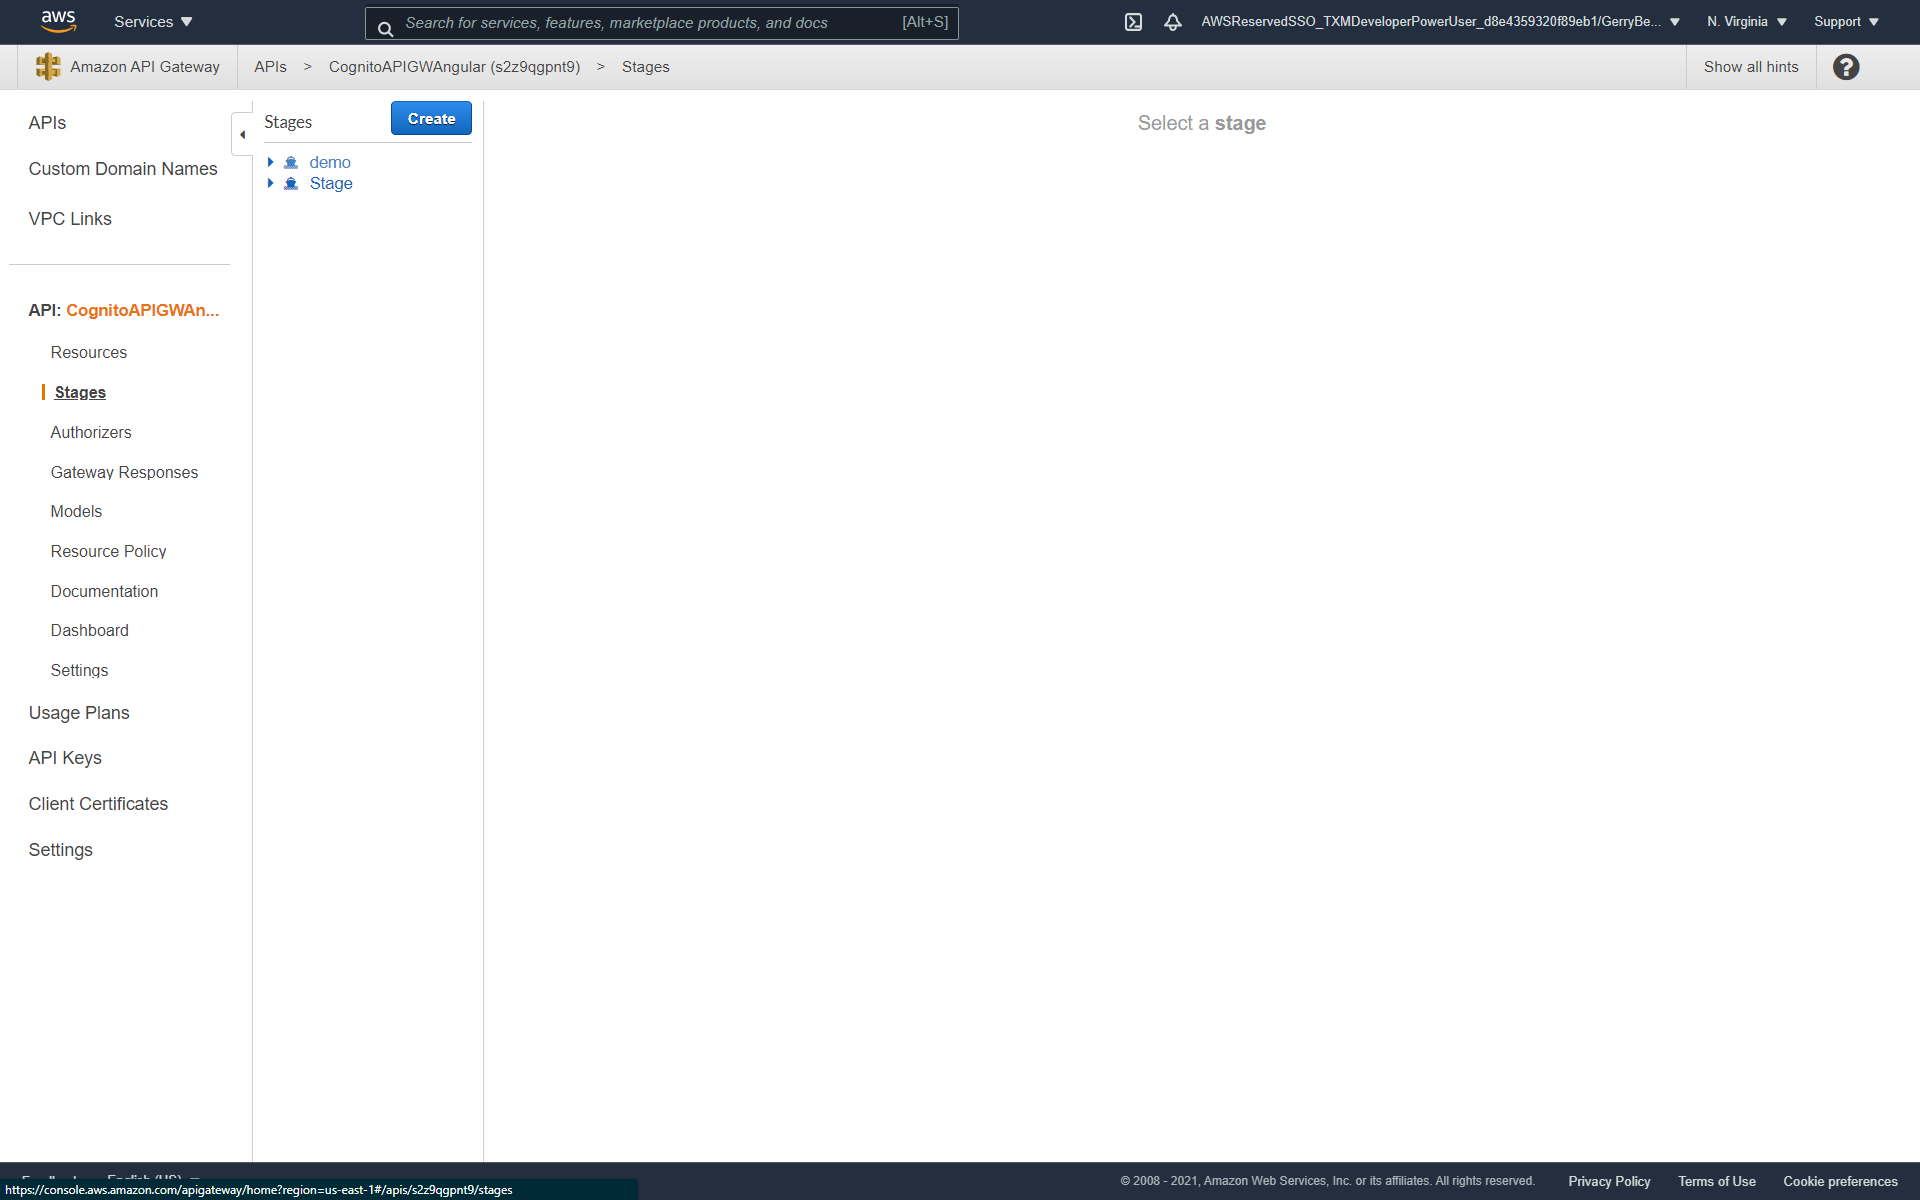 aws Services Search for services, features, marketplace products, and docs [Alt+S] AWSReservedSSO_TXMDeveloperPowerUser_d8e4359320f89eb1/GerryBe... N. Virginia Support
Amazon API Gateway APIs > CognitoAPIGWAngular (s2z9qgpnt9) > Stages Show all hints ?
APIs
Custom Domain Names
VPC Links
API: CognitoAPIGWAn...
Resources
Stages
Authorizers
Gateway Responses
Models
Resource Policy
Documentation
Dashboard
Settings
Usage Plans
API Keys
Client Certificates
Settings
Stages Create
demo
Stage
Select a stage
English (US)
https://console.aws.amazon.com/apigateway/home?region=us-east-1#/apis/s2z9qgpnt9/stages
© 2008 - 2021, Amazon Web Services, Inc. or its affiliates. All rights reserved. Privacy Policy Terms of Use Cookie preferences